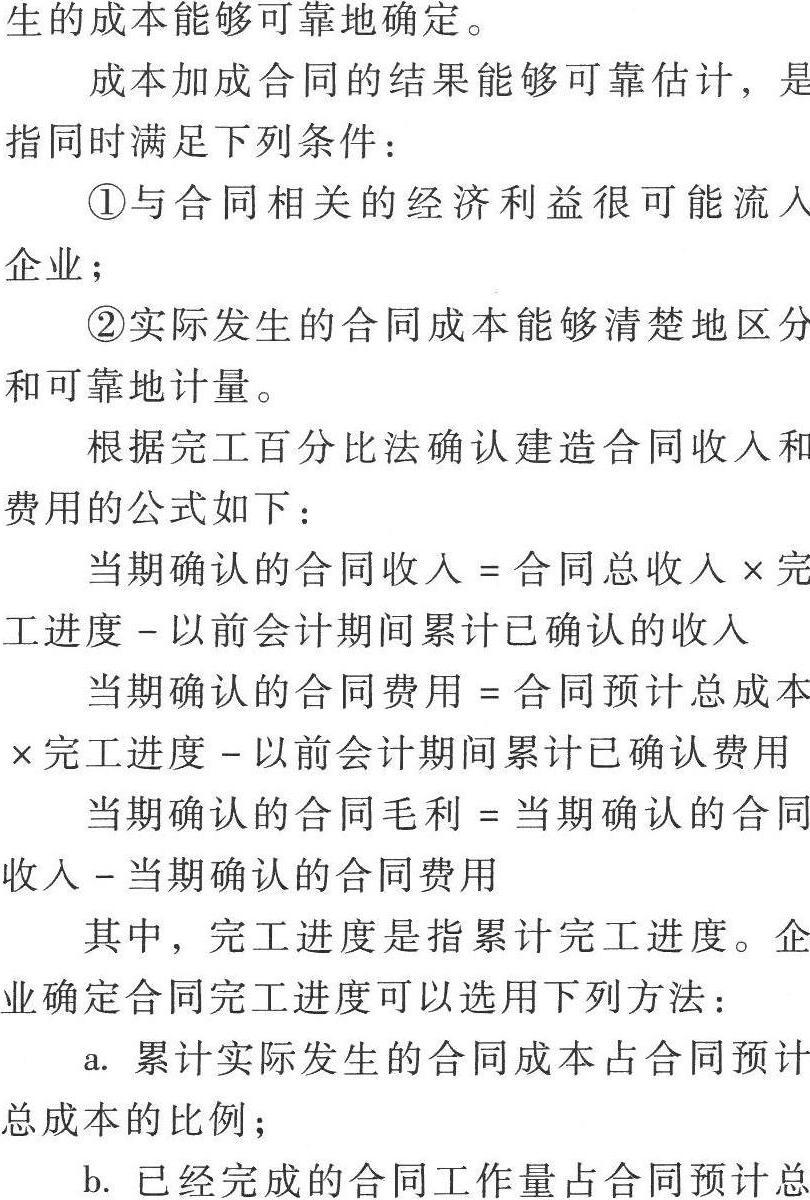 生的成本能够可靠地确定。
成本加成合同的结果能够可靠估计，是
指同时满足下列条件：
①与合同相关的经济利益很可能流入
企业；
②实际发生的合同成本能够清楚地区分
和可靠地计量。
根据完工百分比法确认建造合同收入和
费用的公式如下：
当期确认的合同收入 = 合同总收入 × 完
工进度 – 以前会计期间累计已确认的收入
当期确认的合同费用 = 合同预计总成本
× 完工进度 – 以前会计期间累计已确认费用
当期确认的合同毛利 = 当期确认的合同
收入 – 当期确认的合同费用
其中，完工进度是指累计完工进度。企
业确定合同完工进度可以选用下列方法：
a. 累计实际发生的合同成本占合同预计
总成本的比例；
b. 已经完成的合同工作量占合同预计总